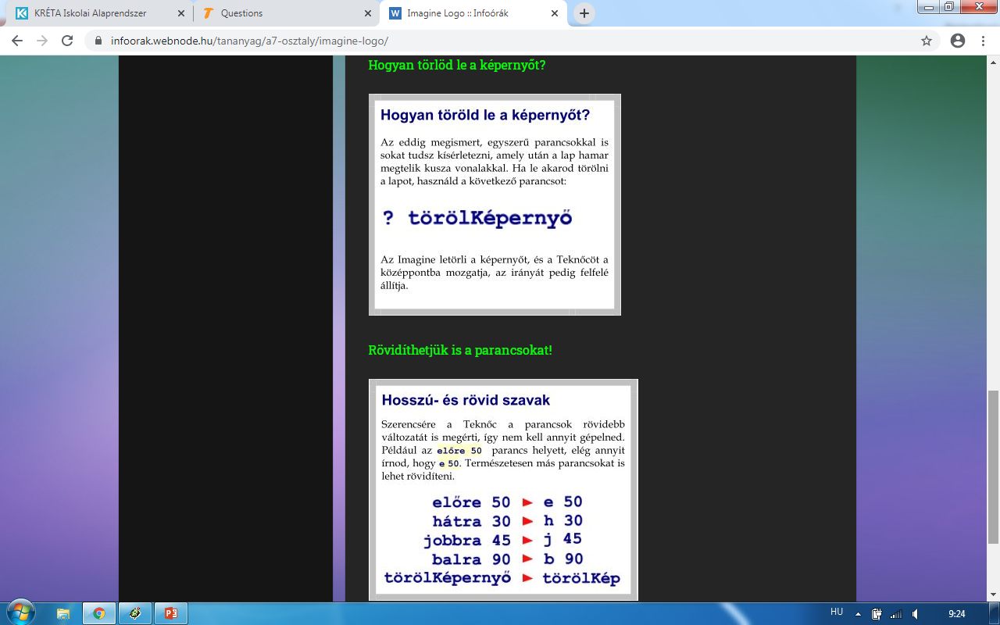 KRÉTA Iskolai Alaprendszer
Questions
Imagine Logo :: Infoórák
infoorak.webnode.hu/tananyag/a7-osztaly/imagine-logo/
Hogyan törlöd le a képernyőt?
Hogyan töröld le a képernyőt?
Az eddig megismert, egyszerű parancsokkal is
sokat tudsz kísérletezni, amely után a lap hamar
megtelik kusza vonalakkal. Ha le akarod törölni
a lapot, használd a következő parancsot:
? törölKépernyő
Az Imagine letörli a képernyőt, és a Teknőcöt a
középpontba mozgatja, az irányát pedig felfelé
állítja.
Rövidíthetjük is a parancsokat!
Hosszú- és rövid szavak
Szerencsére a Teknőc a parancsok rövidebb
változatát is megérti, így nem kell annyit gépelned.
Például az előre 50 parancs helyett, elég annyit
írnod, hogy e 50. Természetesen más parancsokat is
lehet rövidíteni.
előre 50 ► e 50
hátra 30 ► h 30
jobbra 45 ► j 45
balra 90 ► b 90
törölKépernyő ► törölKép
HU
9:24